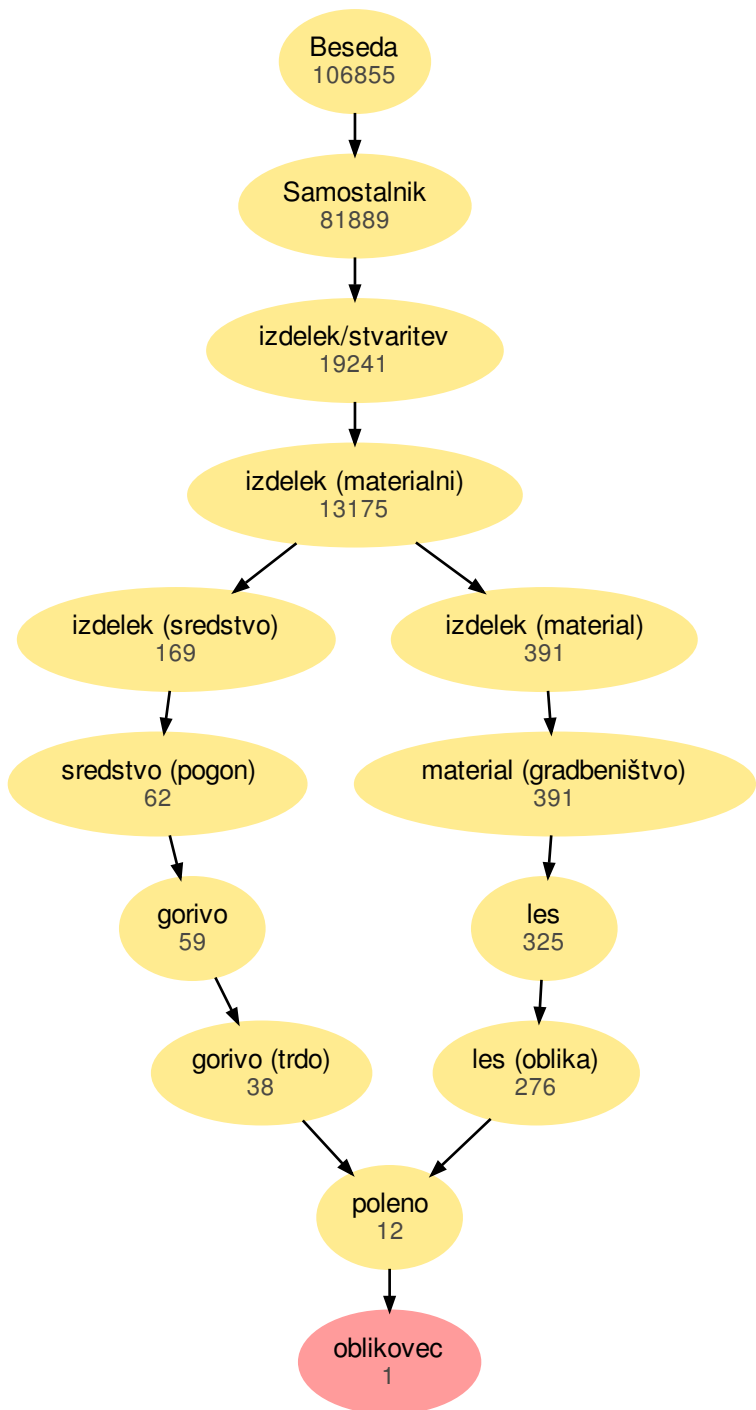 Beseda
106855
Samostalnik
81889
izdelek/stvaritev
19241
izdelek (materialni)
13175
izdelek (sredstvo)
169
izdelek (material)
391
sredstvo (pogon)
62
material (gradbeništvo)
391
gorivo
59
les
325
gorivo (trdo)
38
les (oblika)
276
poleno
12
oblikovec
1